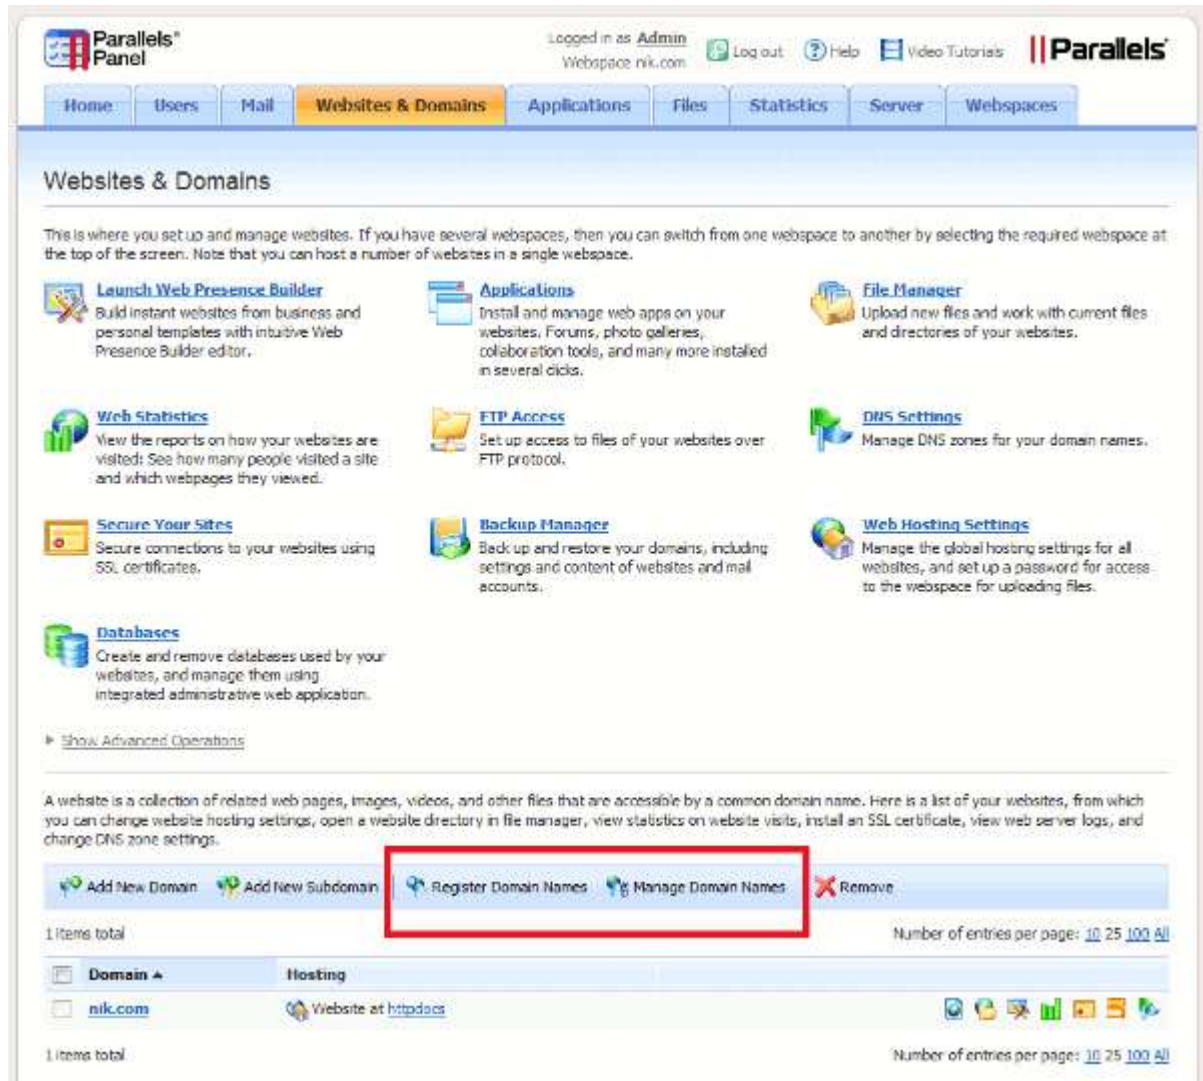 Parallels®
Panel
Logged in as Admin
Webspace nik.com
Log out
Help
Video Tutorials
Parallels®
Home Users Mail Websites & Domains Applications Files Statistics Server Webspaces
Websites & Domains
This is where you set up and manage websites. If you have several webspaces, then you can switch from one webspace to another by selecting the required webspace at
the top of the screen. Note that you can host a number of websites in a single webspace.
Launch Web Presence Builder
Build instant websites from business and
personal templates with intuitive Web
Presence Builder editor.
Applications
Install and manage web apps on your
websites. Forums, photo galleries,
collaboration tools, and many more installed
in several clicks.
File Manager
Upload new files and work with current files
and directories of your websites.
Web Statistics
View the reports on how your websites are
visited: See how many people visited a site
and which webpages they viewed.
FTP Access
Set up access to files of your websites over
FTP protocol.
DNS Settings
Manage DNS zones for your domain names.
Secure Your Sites
Secure connections to your websites using
SSL certificates.
Backup Manager
Back up and restore your domains, including
settings and content of websites and mail
accounts.
Web Hosting Settings
Manage the global hosting settings for all
websites, and set up a password for access
to the webspace for uploading files.
Databases
Create and remove databases used by your
websites, and manage them using
integrated administrative web application.
Show Advanced Operations
A website is a collection of related web pages, images, videos, and other files that are accessible by a common domain name. Here is a list of your websites, from which
you can change website hosting settings, open a website directory in file manager, view statistics on website visits, install an SSL certificate, view web server logs, and
change DNS zone settings.
Add New Domain Add New Subdomain Register Domain Names Manage Domain Names Remove
1 items total Number of entries per page: 10 25 100 All
Domain Hosting
nik.com Website at httpdocs
1 items total Number of entries per page: 10 25 100 All